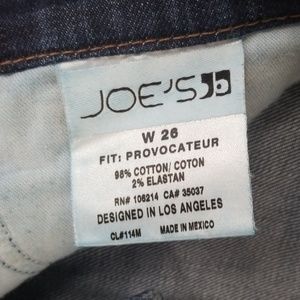 JOE'S
W 26
FIT: PROVOCATEUR
98% COTTON/ COTON
2% ELASTAN
RN# 106214 CA# 35037
DESIGNED IN LOS ANGELES
CL#114M MADE IN MEXICO